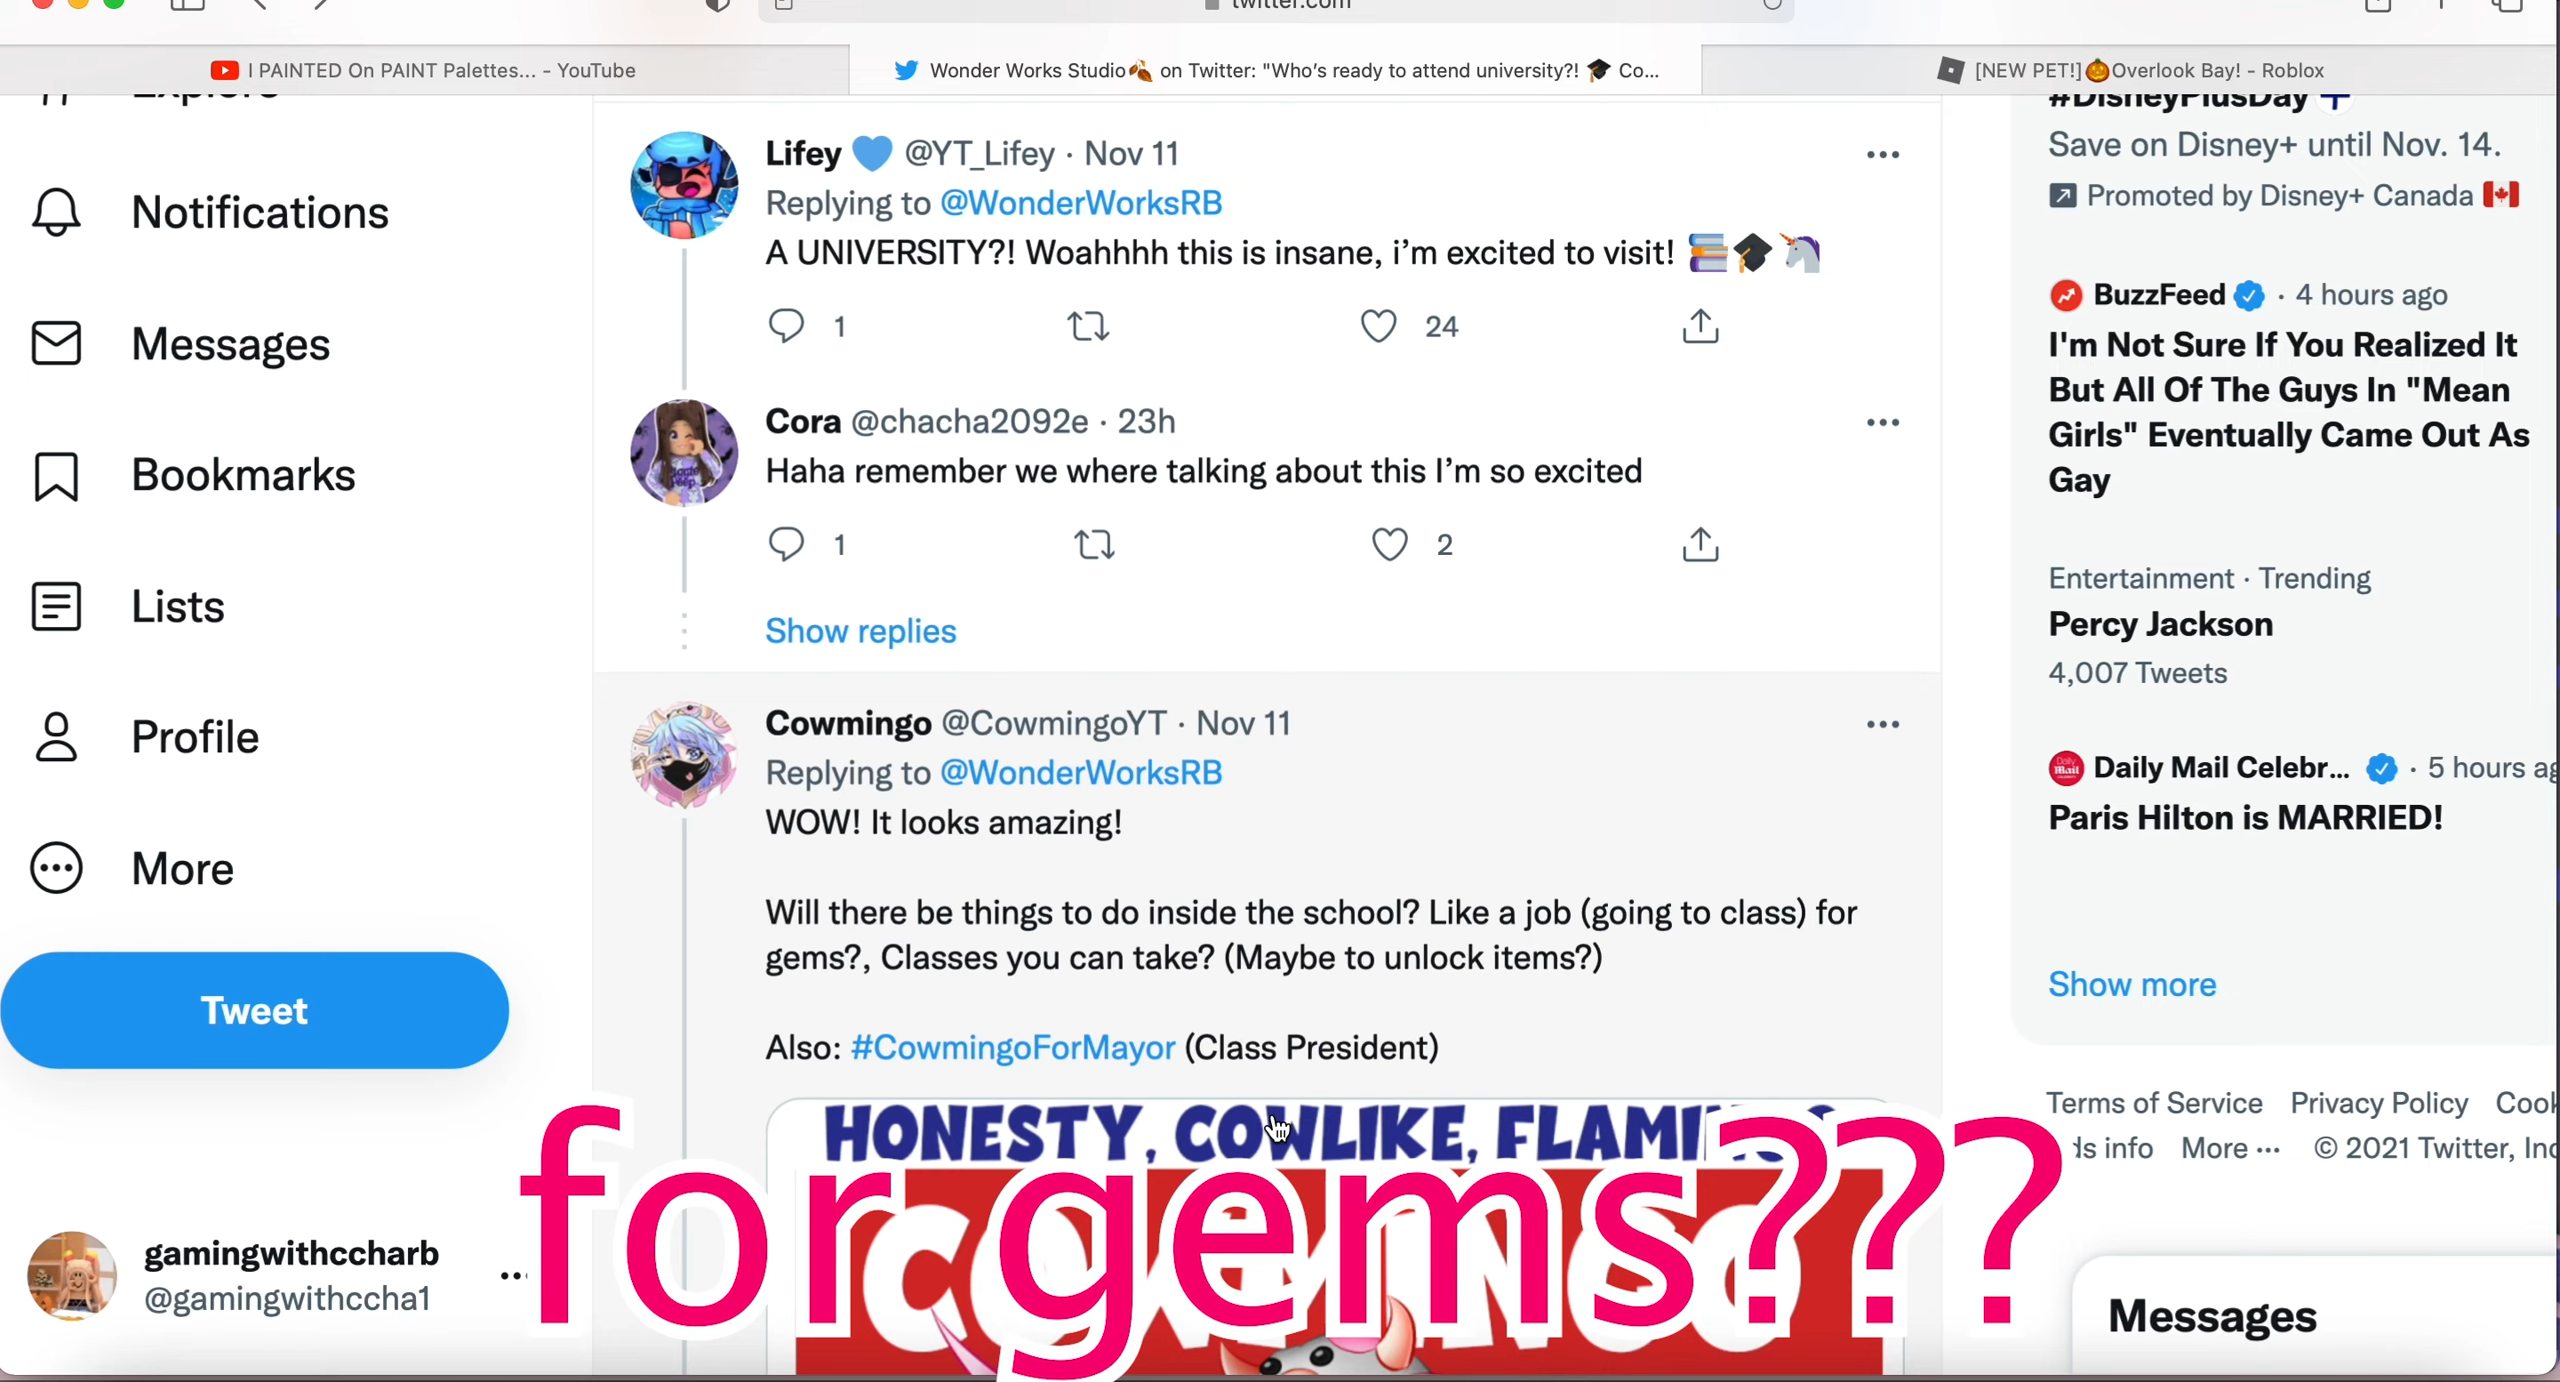 twitter.com
I PAINTED On PAINT Palettes... - YouTube
Wonder Works Studio🍂 on Twitter: "Who's ready to attend university?! 🎓 Co...
[NEW PET!]🎃Overlook Bay! - Roblox
Explore
Notifications
Messages
Bookmarks
Lists
Profile
More
Tweet
gamingwithccharb
@gamingwithccha1
Lifey 💙 @YT_Lifey · Nov 11
Replying to @WonderWorksRB
A UNIVERSITY?! Woahhhh this is insane, i'm excited to visit! 📚🎓🦄
1
24
Cora @chacha2092e · 23h
Haha remember we where talking about this I'm so excited
1
2
Show replies
Cowmingo @CowmingoYT · Nov 11
Replying to @WonderWorksRB
WOW! It looks amazing!
Will there be things to do inside the school? Like a job (going to class) for
gems?, Classes you can take? (Maybe to unlock items?)
Also: #CowmingoForMayor (Class President)
HONESTY, COWLIKE, FLAMI
for gems???
#DisneyPlusDay
Save on Disney+ until Nov. 14.
Promoted by Disney+ Canada 🇨🇦
BuzzFeed · 4 hours ago
I'm Not Sure If You Realized It
But All Of The Guys In "Mean
Girls" Eventually Came Out As
Gay
Entertainment · Trending
Percy Jackson
4,007 Tweets
Daily Mail Celebr... · 5 hours ag
Paris Hilton is MARRIED!
Show more
Terms of Service Privacy Policy Cook
ds info More ··· © 2021 Twitter, Inc
Messages